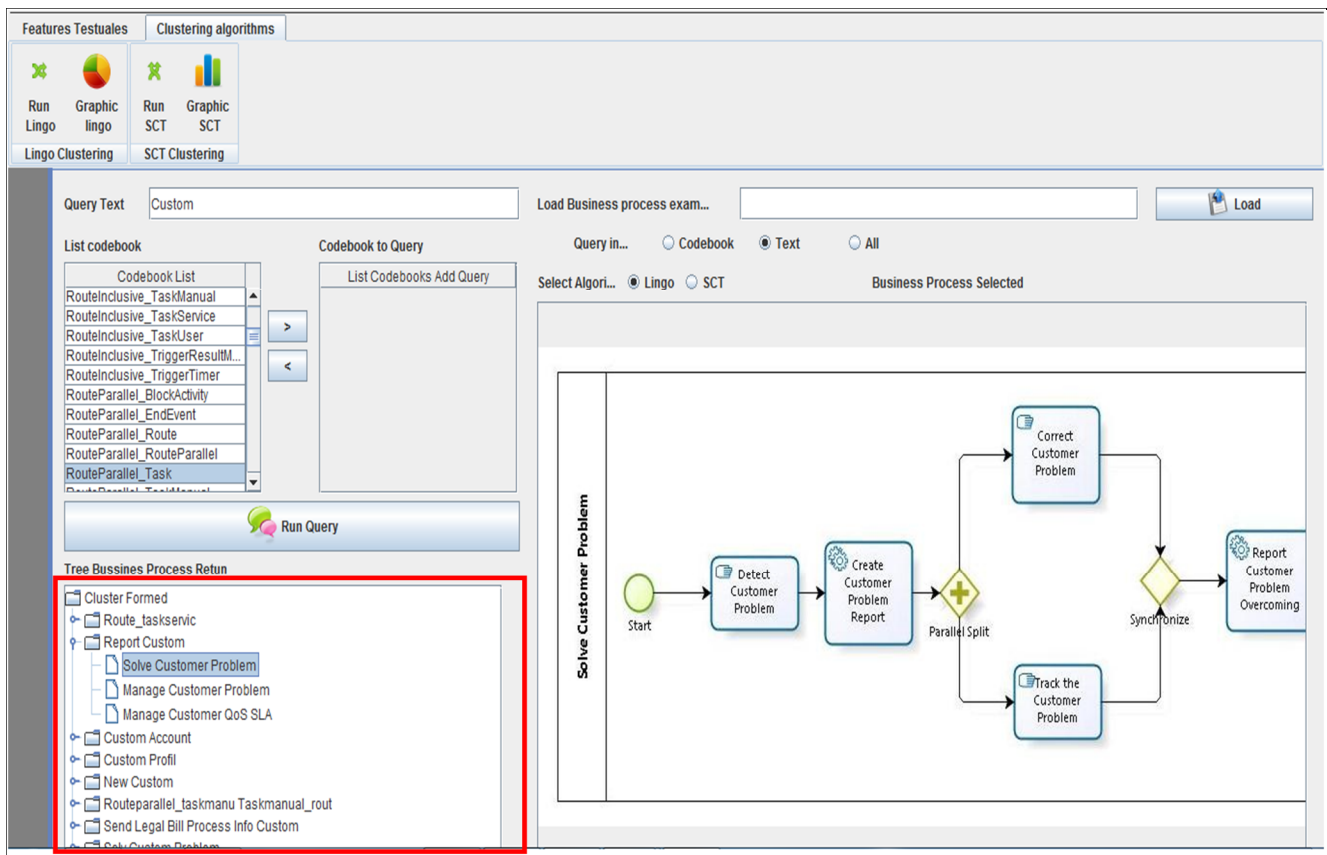 Features Testuales
Clustering algorithms
Run Lingo
Graphic lingo
Run SCT
Graphic SCT
Lingo Clustering
SCT Clustering
Query Text
Custom
Load Business process exam...
Load
List codebook
Codebook to Query
Query in...
Codebook
Text
All
Codebook List
List Codebooks Add Query
Select Algori...
Lingo
SCT
Business Process Selected
RouteInclusive_TaskManual
RouteInclusive_TaskService
RouteInclusive_TaskUser
RouteInclusive_TriggerResultM...
RouteInclusive_TriggerTimer
RouteParallel_BlockActivity
RouteParallel_EndEvent
RouteParallel_Route
RouteParallel_RouteParallel
RouteParallel_Task
RouteParallel_TaskManual
>
<
Run Query
Tree Bussines Process Retun
Cluster Formed
Route_taskservic
Report Custom
Solve Customer Problem
Manage Customer Problem
Manage Customer QoS SLA
Custom Account
Custom Profil
New Custom
Routeparallel_taskmanu Taskmanual_rout
Send Legal Bill Process Info Custom
Solv Custom Problem
Solve Customer Problem
Start
Detect
Customer
Problem
Create
Customer
Problem
Report
Parallel Split
Correct
Customer
Problem
Track the
Customer
Problem
Synchronize
Report
Customer
Problem
Overcoming